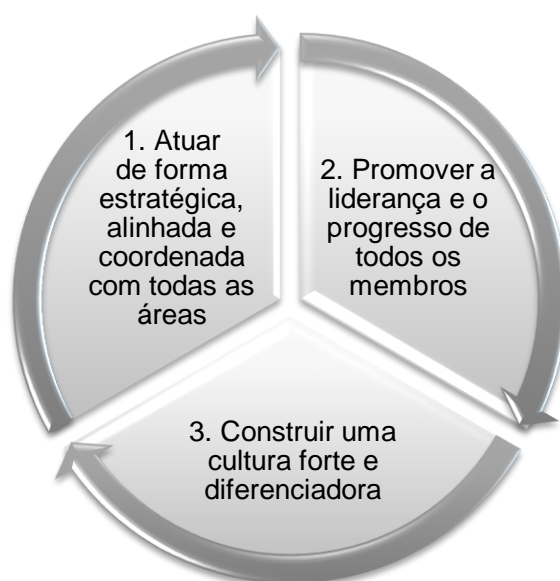 1. Atuar
de forma
estratégica,
alinhada e
coordenada
com todas as
áreas
2. Promover a
liderança e o
progresso de
todos os
membros
3. Construir uma
cultura forte e
diferenciadora